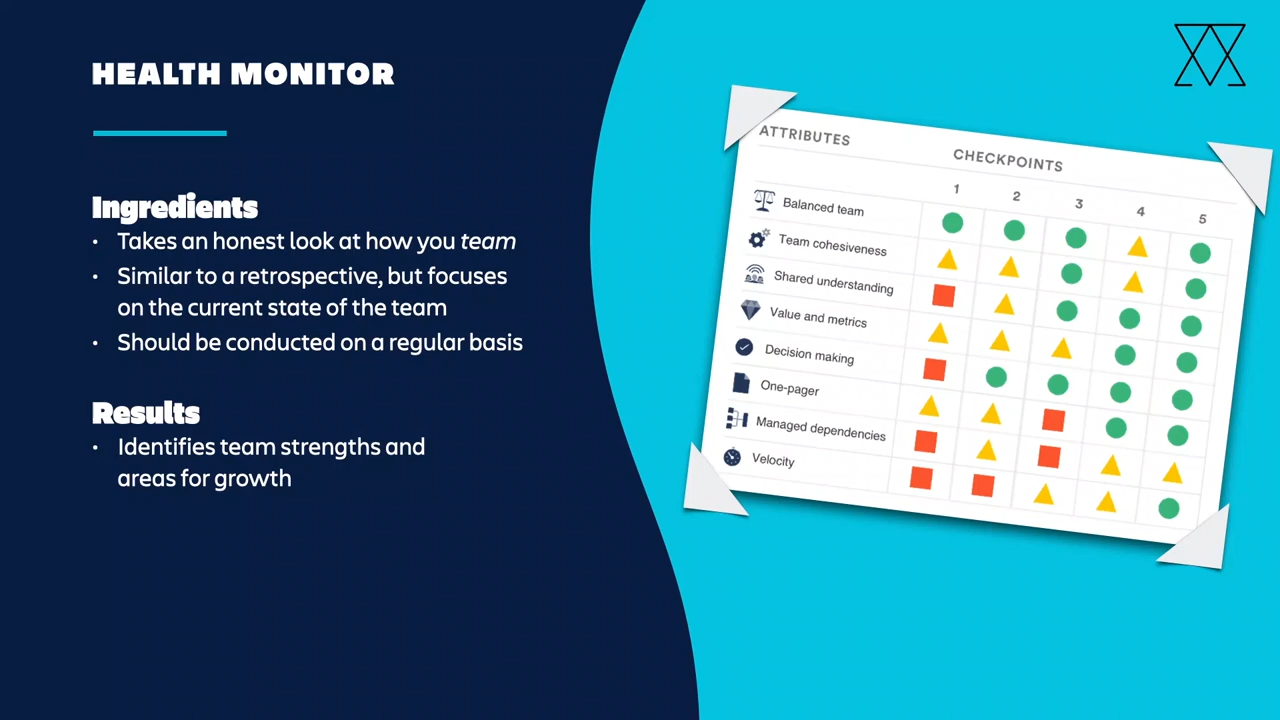 HEALTH MONITOR
Ingredients
• Takes an honest look at how you team
• Similar to a retrospective, but focuses
on the current state of the team
• Should be conducted on a regular basis
Results
• Identifies team strengths and
areas for growth
ATTRIBUTES
CHECKPOINTS
1 2 3 4 5
Balanced team
Team cohesiveness
Shared understanding
Value and metrics
Decision making
One-pager
Managed dependencies
Velocity